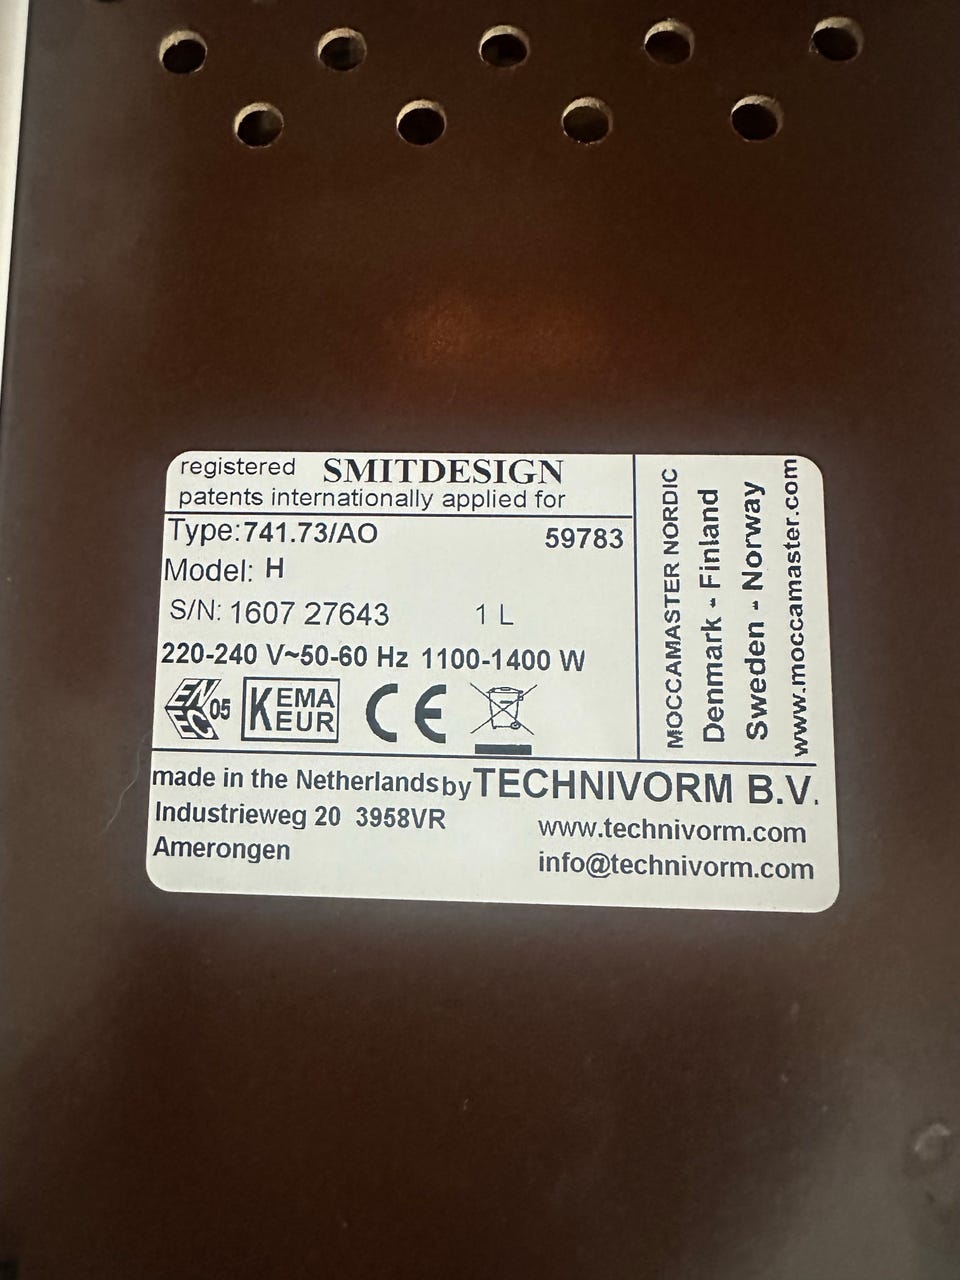 registered SMITDESIGN
patents internationally applied for
Type:741.73/AO 59783
Model: H
S/N: 1607 27643 1 L
220-240 V~50-60 Hz 1100-1400 W
ENEC 05 KEMA KEUR CE
MOCCAMASTER NORDIC
Denmark - Finland
Sweden - Norway
www.moccamaster.com
made in the Netherlands by TECHNIVORM B.V.
Industrieweg 20 3958VR www.technivorm.com
Amerongen info@technivorm.com